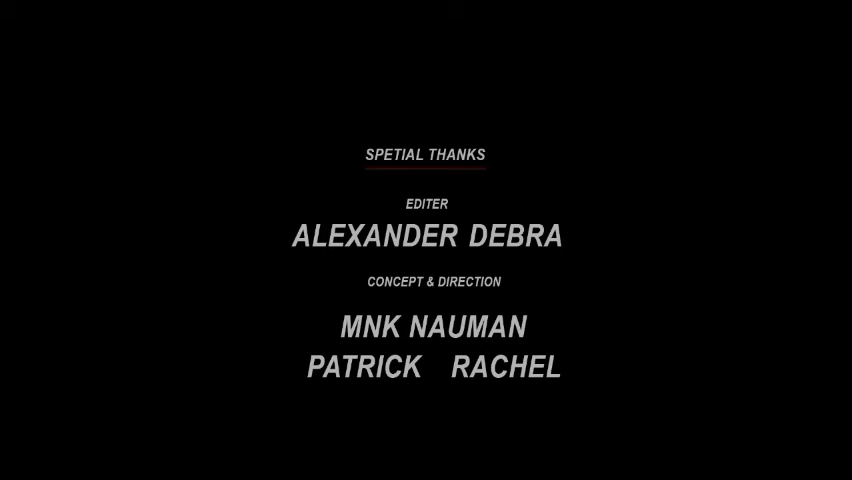 SPETIAL THANKS
EDITER
ALEXANDER DEBRA
CONCEPT & DIRECTION
MNK NAUMAN
PATRICK RACHEL